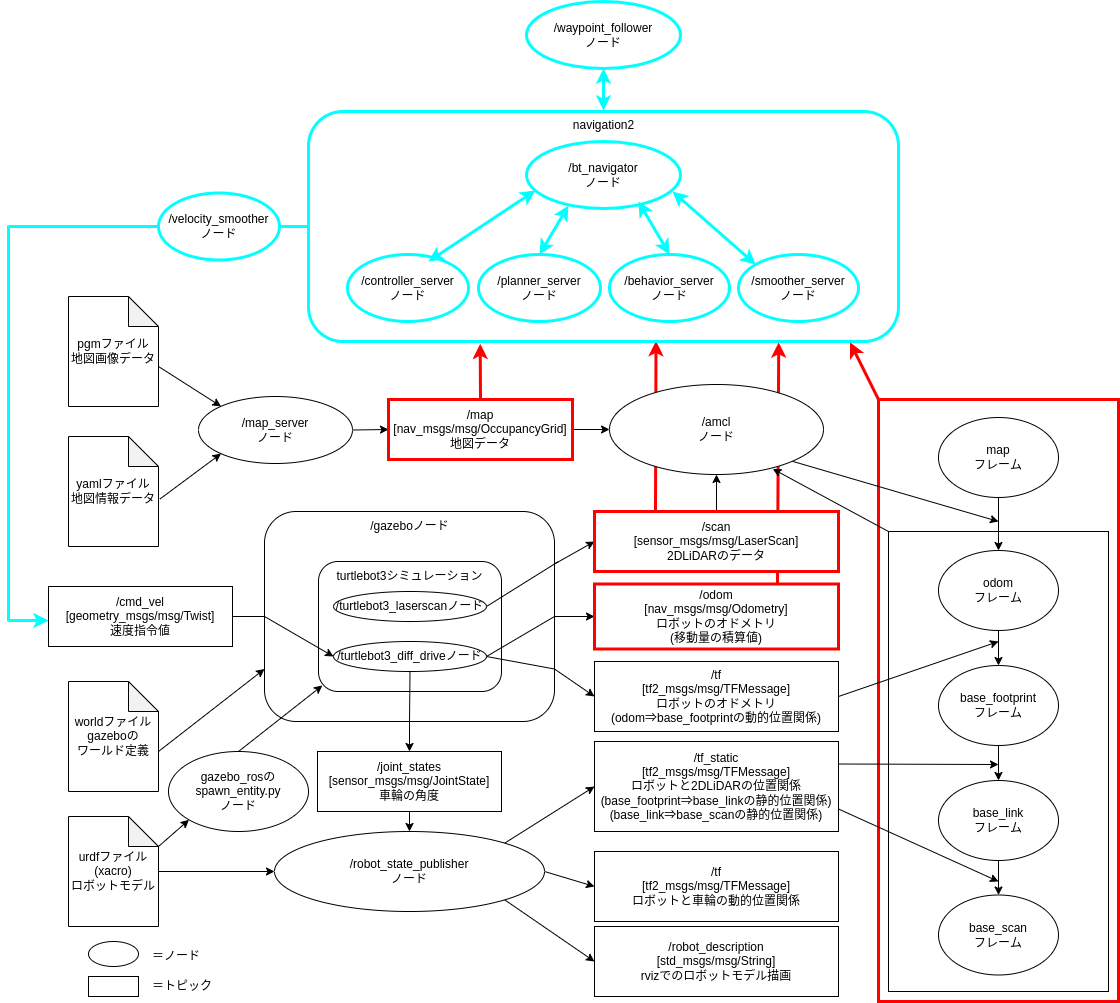 /waypoint_follower
ノード
navigation2
/bt_navigator
ノード
/velocity_smoother
ノード
/controller_server
ノード
/planner_server
ノード
/behavior_server
ノード
/smoother_server
ノード
pgmファイル
地図画像データ
/map_server
ノード
/map
[nav_msgs/msg/OccupancyGrid]
地図データ
/amcl
ノード
map
フレーム
yamlファイル
地図情報データ
/gazeboノード
turtlebot3シミュレーション
/turtlebot3_laserscanノード
/turtlebot3_diff_driveノード
/scan
[sensor_msgs/msg/LaserScan]
2DLiDARのデータ
/odom
[nav_msg/msg/Odometry]
ロボットのオドメトリ
(移動量の積算値)
odom
フレーム
/cmd_vel
[geometry_msgs/msg/Twist]
速度指令値
/tf
[tf2_msgs/msg/TFMessage]
ロボットのオドメトリ
(odom⇒base_footprintの動的位置関係)
base_footprint
フレーム
worldファイル
gazeboの
ワールド定義
gazebo_rosの
spawn_entity.py
ノード
/joint_states
[sensor_msgs/msg/JointState]
車輪の角度
/tf_static
[tf2_msgs/msg/TFMessage]
ロボットと2DLiDARの位置関係
(base_footprint⇒base_linkの静的位置関係)
(base_link⇒base_scanの静的位置関係)
base_link
フレーム
urdfファイル
(xacro)
ロボットモデル
/robot_state_publisher
ノード
/tf
[tf2_msgs/msg/TFMessage]
ロボットと車輪の動的位置関係
base_scan
フレーム
/robot_description
[std_msgs/msg/String]
rvizでのロボットモデル描画
＝ノード
＝トピック